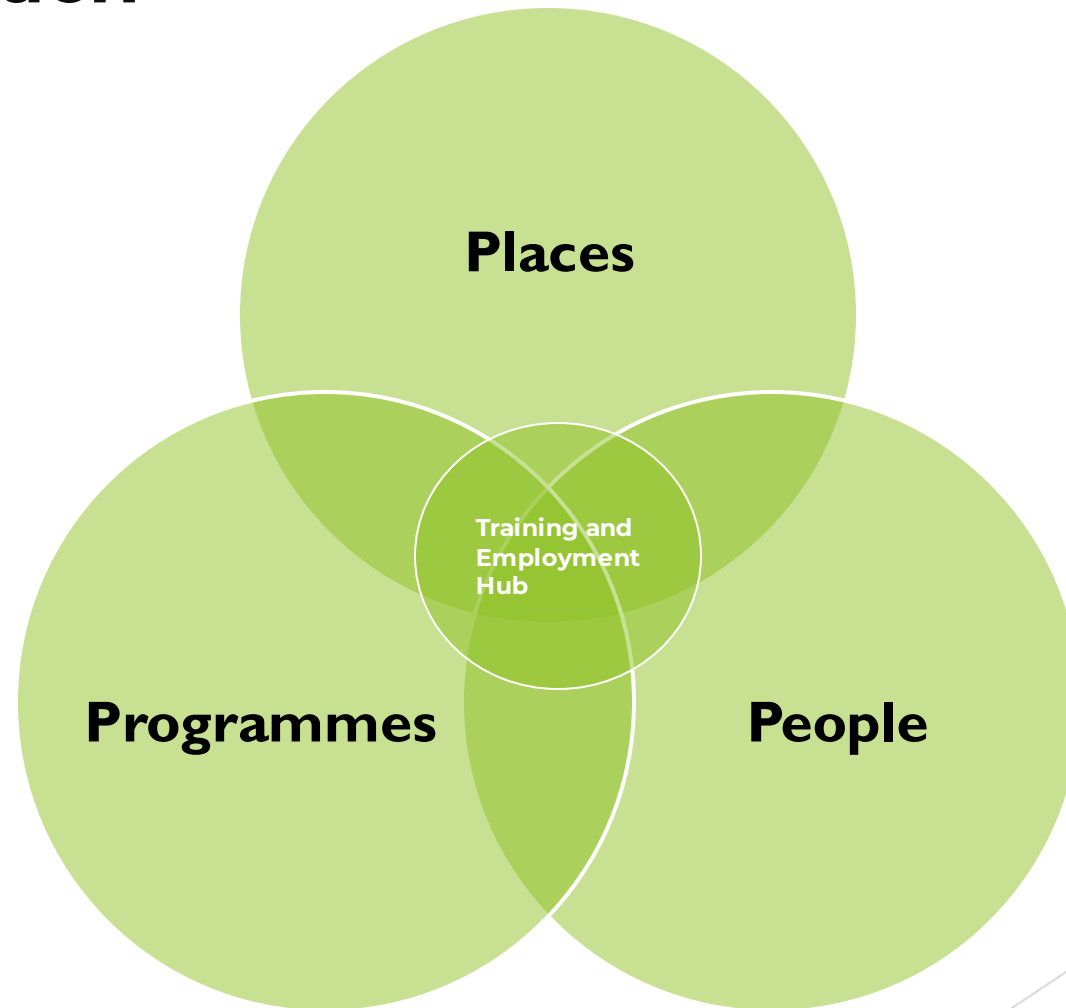 Places
Training and
Employment
Hub
Programmes
People